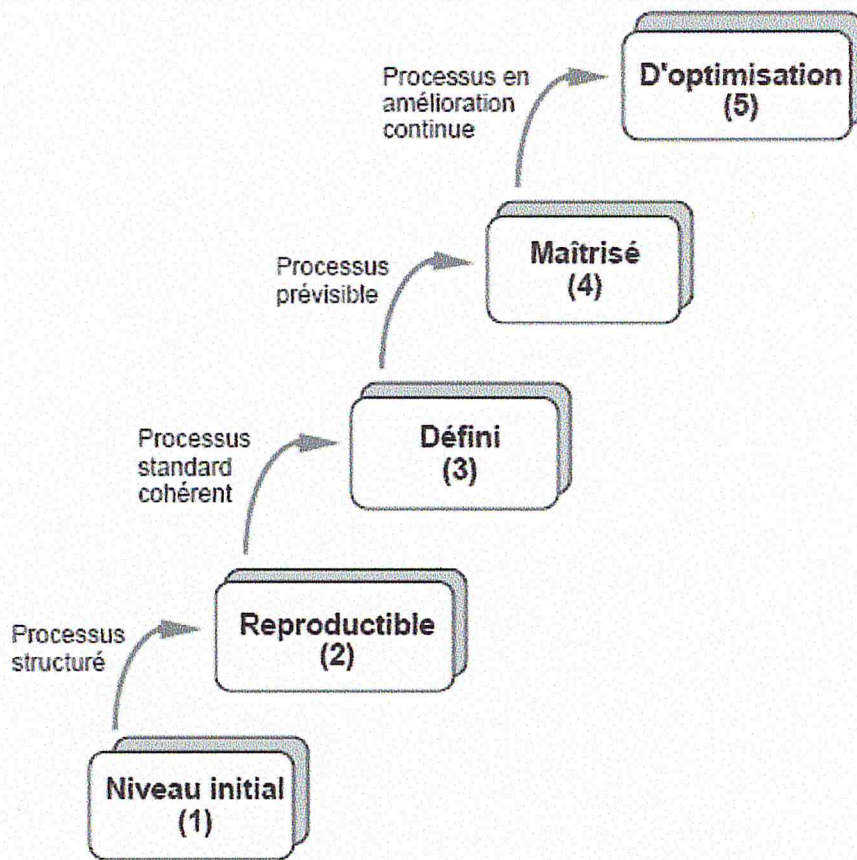 Processus en
amélioration
continue
D'optimisation
(5)
Processus
prévisible
Maîtrisé
(4)
Processus
standard
cohérent
Défini
(3)
Processus
structuré
Reproductible
(2)
Niveau initial
(1)